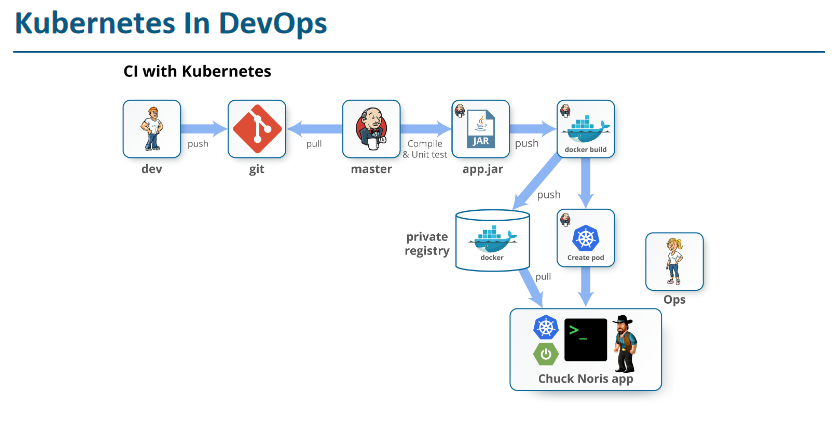 Kubernetes In DevOps
CI with Kubernetes
dev
push
git
pull
master
Compile
& Unit test
JAR
app.jar
push
docker build
push
private
registry
docker
Create pod
pull
Ops
>_
Chuck Noris app